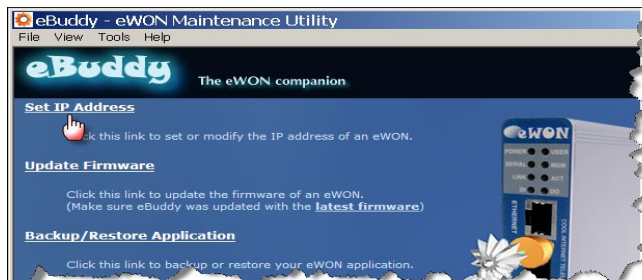 eBuddy - eWON Maintenance Utility
File View Tools Help
eBuddy The eWON companion
Set IP Address
Click this link to set or modify the IP address of an eWON.
Update Firmware
Click this link to update the firmware of an eWON.
(Make sure eBuddy was updated with the latest firmware)
Backup/Restore Application
Click this link to backup or restore your eWON application.
eWON
POWER USER
SERIAL MDM
LINK ACT
DI DO
ETHERNET